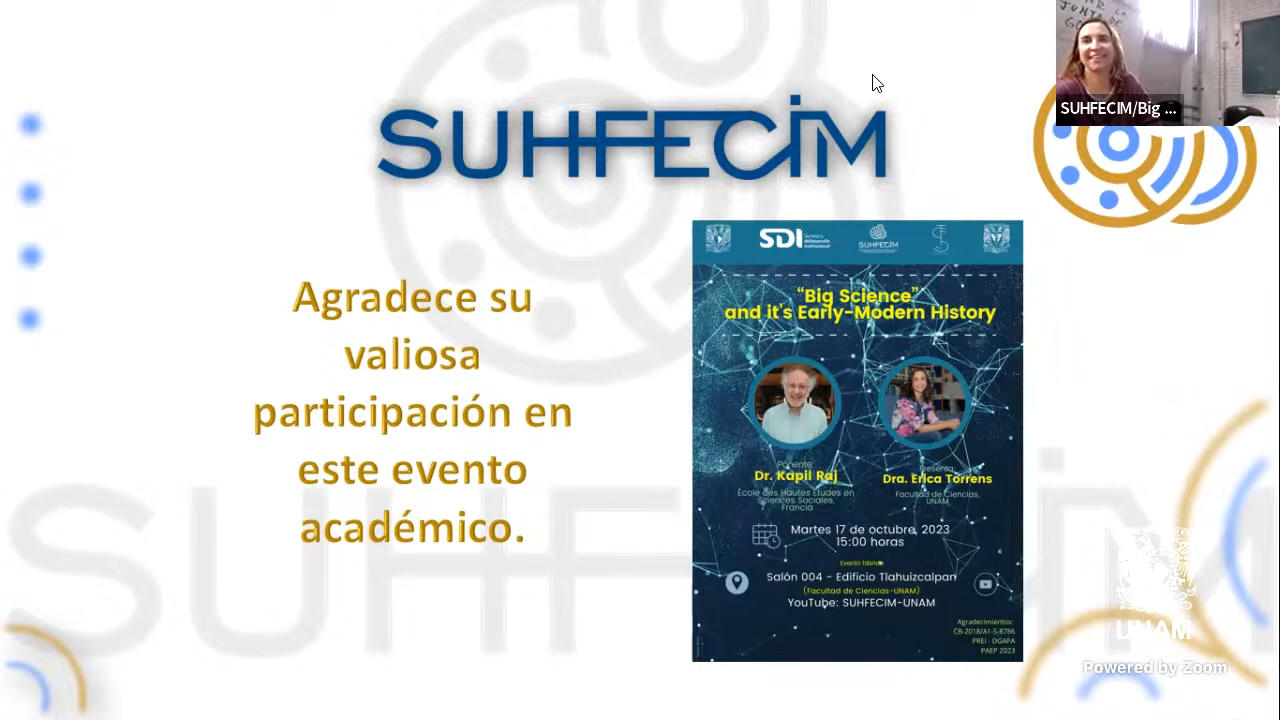 SUHFECIM
SUHFECIM/Big ...
Agradece su
valiosa
participación en
este evento
académico.
SDI
SUHFECIM
“Big Science”
and it's Early-Modern History
Ponente
Dr. Kapil Raj
École des Hautes Études en
Sciences Sociales,
Francia
Presenta:
Dra. Erica Torrens
Facultad de Ciencias,
UNAM
Martes 17 de octubre, 2023
15:00 horas
Evento híbrido
Salón 004 - Edificio Tlahuizcalpan
(Facultad de Ciencias-UNAM)
YouTube: SUHFECIM-UNAM
Agradecimientos:
CB-2018/A1-S-8786
PREI - DGAPA
PAEP 2023
UNAM
Powered by Zoom